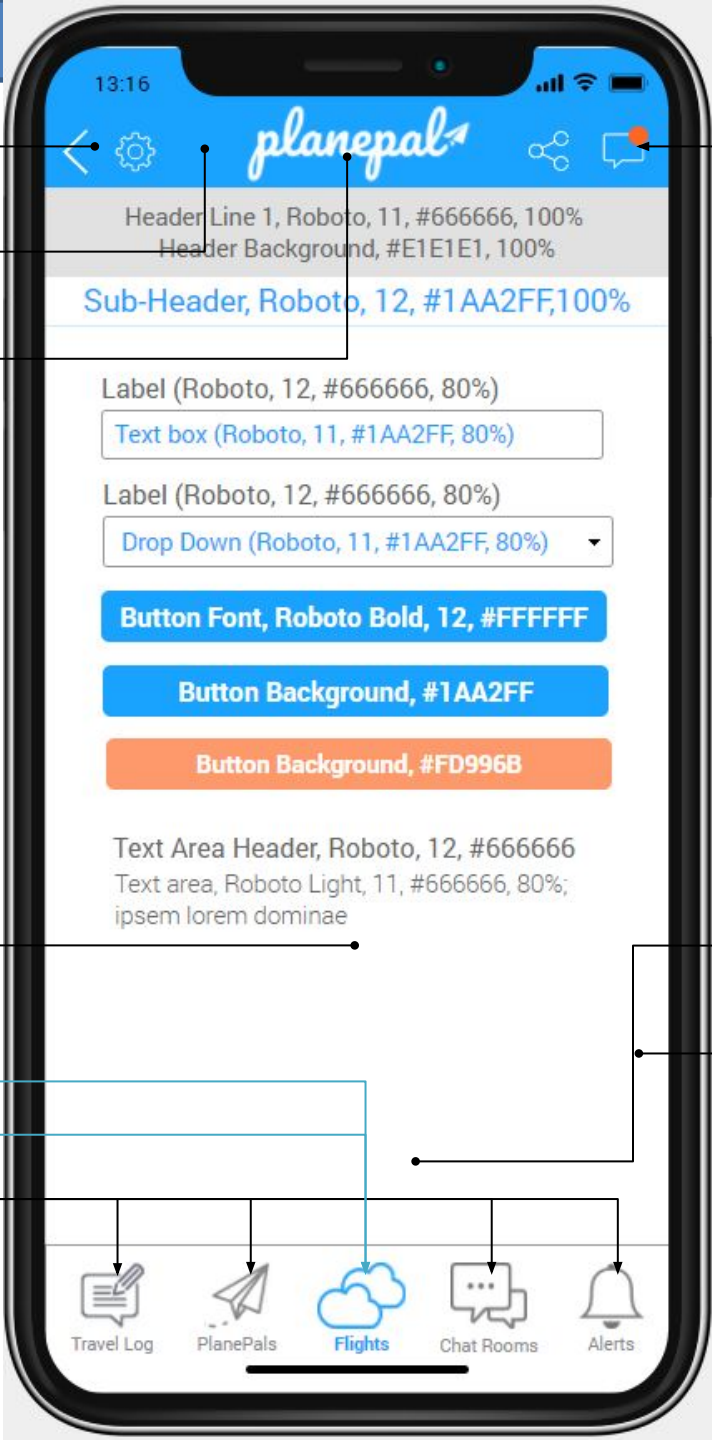 13:16
planepal
Header Line 1, Roboto, 11, #666666, 100%
Header Background, #E1E1E1, 100%
Sub-Header, Roboto, 12, #1AA2FF,100%
Label (Roboto, 12, #666666, 80%)
Text box (Roboto, 11, #1AA2FF, 80%)
Label (Roboto, 12, #666666, 80%)
Drop Down (Roboto, 11, #1AA2FF, 80%)
Button Font, Roboto Bold, 12, #FFFFFF
Button Background, #1AA2FF
Button Background, #FD996B
Text Area Header, Roboto, 12, #666666
Text area, Roboto Light, 11, #666666, 80%;
ipsem lorem dominae
Travel Log PlanePals Flights Chat Rooms Alerts